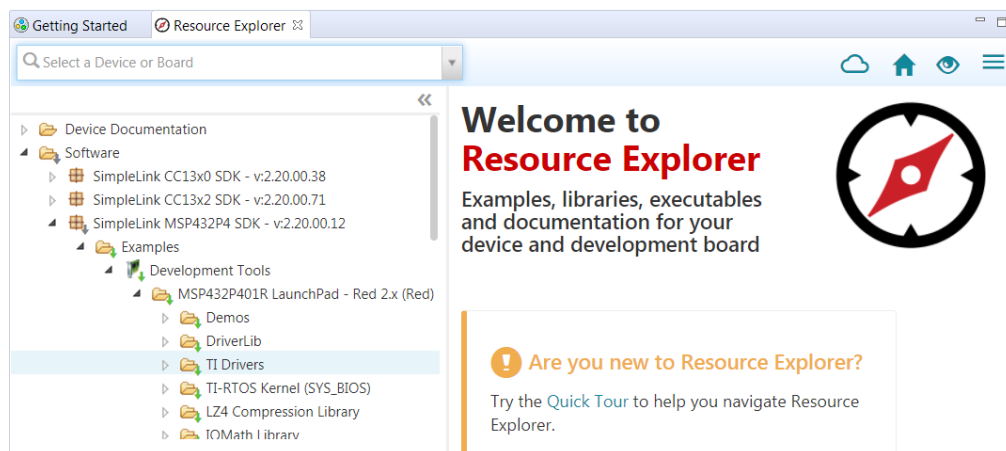 Getting Started
Resource Explorer
Select a Device or Board
Device Documentation
Software
SimpleLink CC13x0 SDK - v:2.20.00.38
SimpleLink CC13x2 SDK - v:2.20.00.71
SimpleLink MSP432P4 SDK - v:2.20.00.12
Examples
Development Tools
MSP432P401R LaunchPad - Red 2.x (Red)
Demos
DriverLib
TI Drivers
TI-RTOS Kernel (SYS_BIOS)
LZ4 Compression Library
IQMath Library
Welcome to
Resource Explorer
Examples, libraries, executables
and documentation for your
device and development board
Are you new to Resource Explorer?
Try the Quick Tour to help you navigate Resource
Explorer.